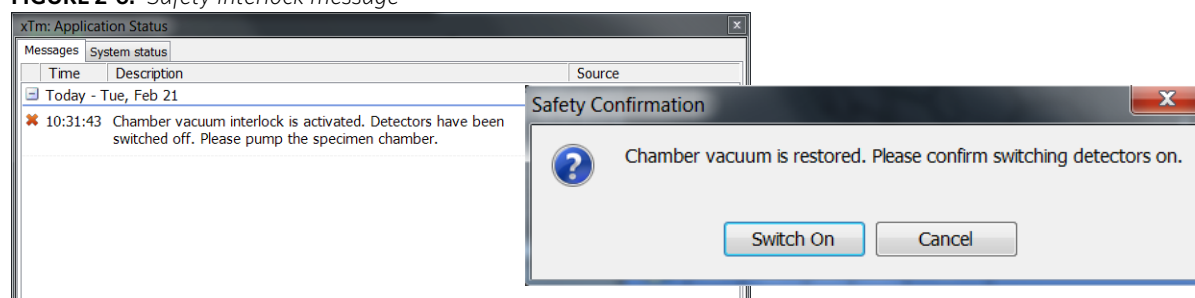 FIGURE 2-6. Safety interlock message
xTm: Application Status
Messages System status
Time Description Source
Today - Tue, Feb 21
10:31:43 Chamber vacuum interlock is activated. Detectors have been
switched off. Please pump the specimen chamber.
Safety Confirmation
Chamber vacuum is restored. Please confirm switching detectors on.
Switch On Cancel